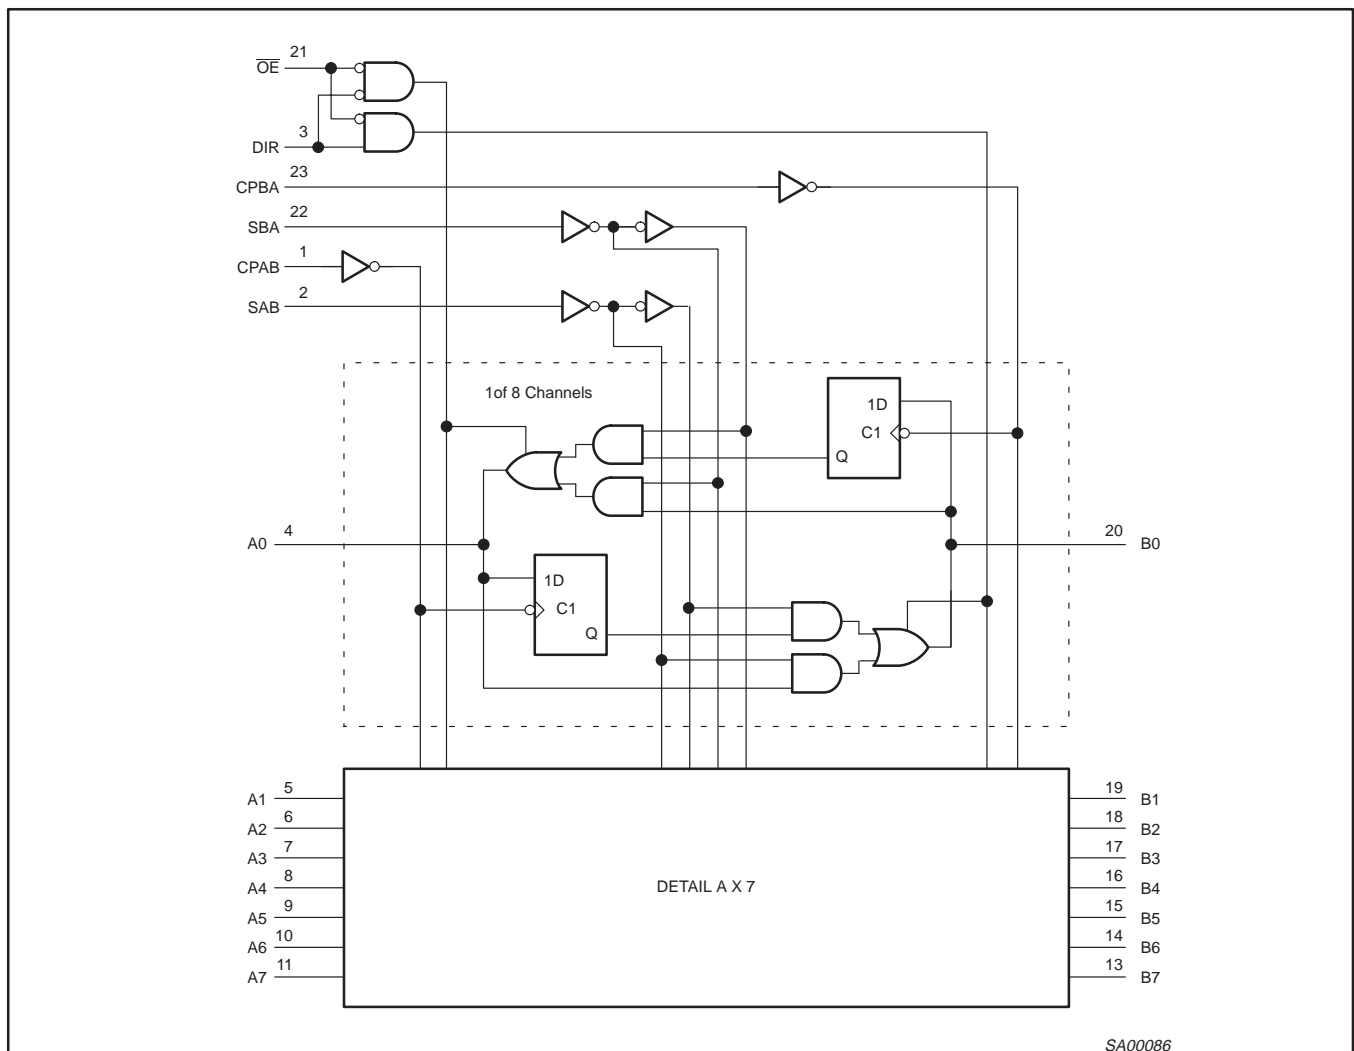 OE 21
DIR 3
CPBA 23
SBA 22
CPAB 1
SAB 2
1of 8 Channels
1D
C1
Q
A0 4
20 B0
1D
C1
Q
A1 5
A2 6
A3 7
A4 8
A5 9
A6 10
A7 11
DETAIL A X 7
19 B1
18 B2
17 B3
16 B4
15 B5
14 B6
13 B7
SA00086